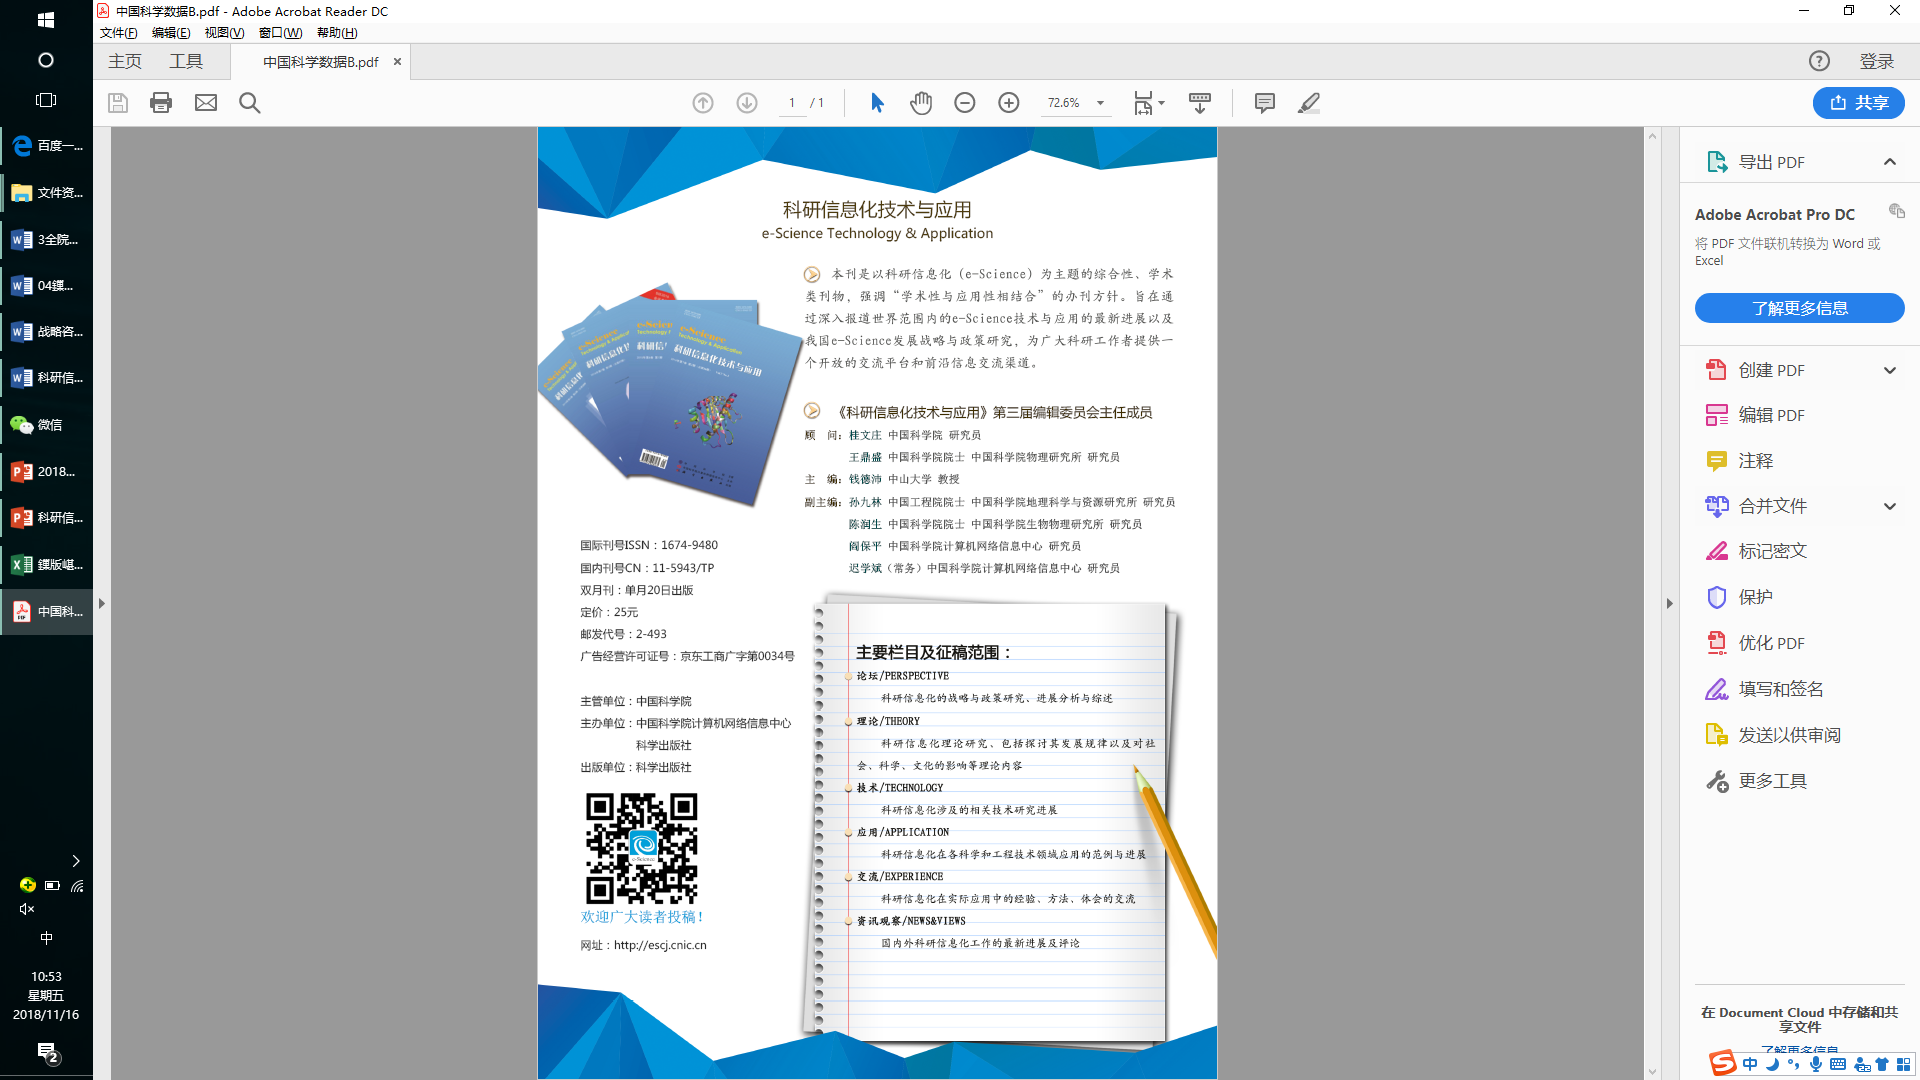 中国科学数据B.pdf - Adobe Acrobat Reader DC
文件(F) 编辑(E) 视图(V) 窗口(W) 帮助(H)
主页 工具 中国科学数据B.pdf × 登录
1 / 1 72.6% 共享
百度一...
文件资...
3全院...
04鏁...
战略咨...
科研信...
微信
2018...
科研信...
中国科...
中
10:53
星期五
2018/11/16
2
科研信息化技术与应用
e-Science Technology & Application
本刊是以科研信息化（e-Science）为主题的综合性、学术
类刊物，强调“学术性与应用性相结合”的办刊方针。旨在通
过深入报道世界范围内的e-Science技术与应用的最新进展以及
我国e-Science发展战略与政策研究，为广大科研工作者提供一
个开放的交流平台和前沿信息交流渠道。
《科研信息化技术与应用》第三届编辑委员会主任成员
顾　问：桂文庄 中国科学院 研究员
王鼎盛 中国科学院院士 中国科学院物理研究所 研究员
主　编：钱德沛 中山大学 教授
副主编：孙九林 中国工程院院士 中国科学院地理科学与资源研究所 研究员
陈润生 中国科学院院士 中国科学院生物物理研究所 研究员
阎保平 中国科学院计算机网络信息中心 研究员
迟学斌（常务）中国科学院计算机网络信息中心 研究员
国际刊号ISSN：1674-9480
国内刊号CN：11-5943/TP
双月刊：单月20日出版
定价：25元
邮发代号：2-493
广告经营许可证号：京东工商广字第0034号
主管单位：中国科学院
主办单位：中国科学院计算机网络信息中心
科学出版社
出版单位：科学出版社
e-Science
欢迎广大读者投稿！
网址：http://escj.cnic.cn
主要栏目及征稿范围：
论坛/PERSPECTIVE
科研信息化的战略与政策研究、进展分析与综述
理论/THEORY
科研信息化理论研究、包括探讨其发展规律以及对社
会、科学、文化的影响等理论内容
技术/TECHNOLOGY
科研信息化涉及的相关技术研究进展
应用/APPLICATION
科研信息化在各科学和工程技术领域应用的范例与进展
交流/EXPERIENCE
科研信息化在实际应用中的经验、方法、体会的交流
资讯观察/NEWS&VIEWS
国内外科研信息化工作的最新进展及评论
导出 PDF
Adobe Acrobat Pro DC
将 PDF 文件联机转换为 Word 或
Excel
了解更多信息
创建 PDF
编辑 PDF
注释
合并文件
标记密文
保护
优化 PDF
填写和签名
发送以供审阅
更多工具
在 Document Cloud 中存储和共
享文件
了解更多信息
中